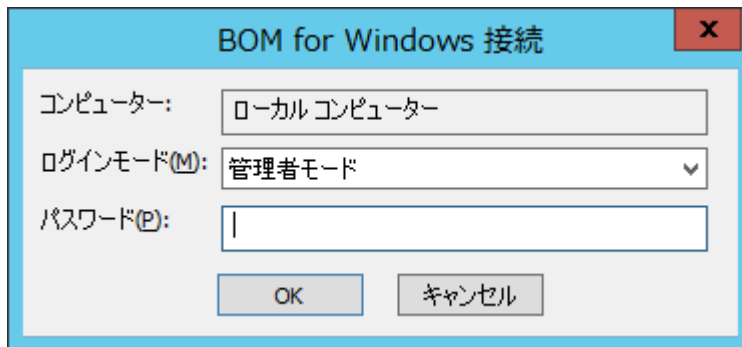 BOM for Windows 接続
x
コンピューター: ローカル コンピューター
ログインモード(M): 管理者モード
パスワード(P):
OK キャンセル